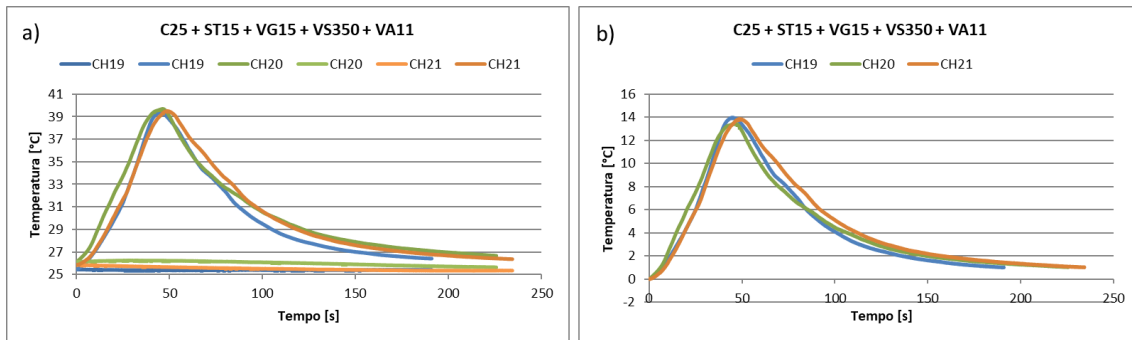 a)
C25 + ST15 + VG15 + VS350 + VA11
CH19 CH19 CH20 CH20 CH21 CH21
Temperatura [°C]
41
39
37
35
33
31
29
27
25
0 50 100 150 200 250
Tempo [s]
b)
C25 + ST15 + VG15 + VS350 + VA11
CH19 CH20 CH21
Temperatura [°C]
16
14
12
10
8
6
4
2
0
-2
0 50 100 150 200 250
Tempo [s]